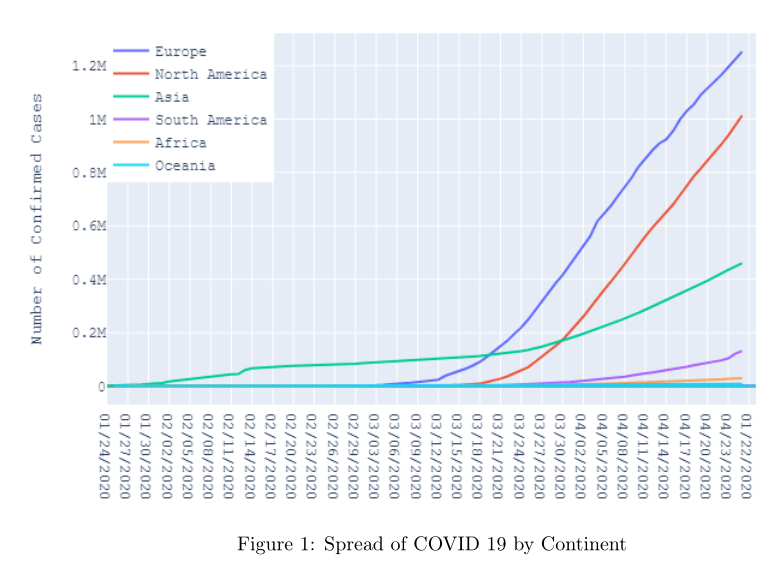 Europe
North America
Asia
South America
Africa
Oceania
Number of Confirmed Cases
1.2M
1M
0.8M
0.6M
0.4M
0.2M
0
01/24/2020
01/27/2020
01/30/2020
02/02/2020
02/05/2020
02/08/2020
02/11/2020
02/14/2020
02/17/2020
02/20/2020
02/23/2020
02/26/2020
02/29/2020
03/03/2020
03/06/2020
03/09/2020
03/12/2020
03/15/2020
03/18/2020
03/21/2020
03/24/2020
03/27/2020
03/30/2020
04/02/2020
04/05/2020
04/08/2020
04/11/2020
04/14/2020
04/17/2020
04/20/2020
04/23/2020
01/22/2020
Figure 1: Spread of COVID 19 by Continent